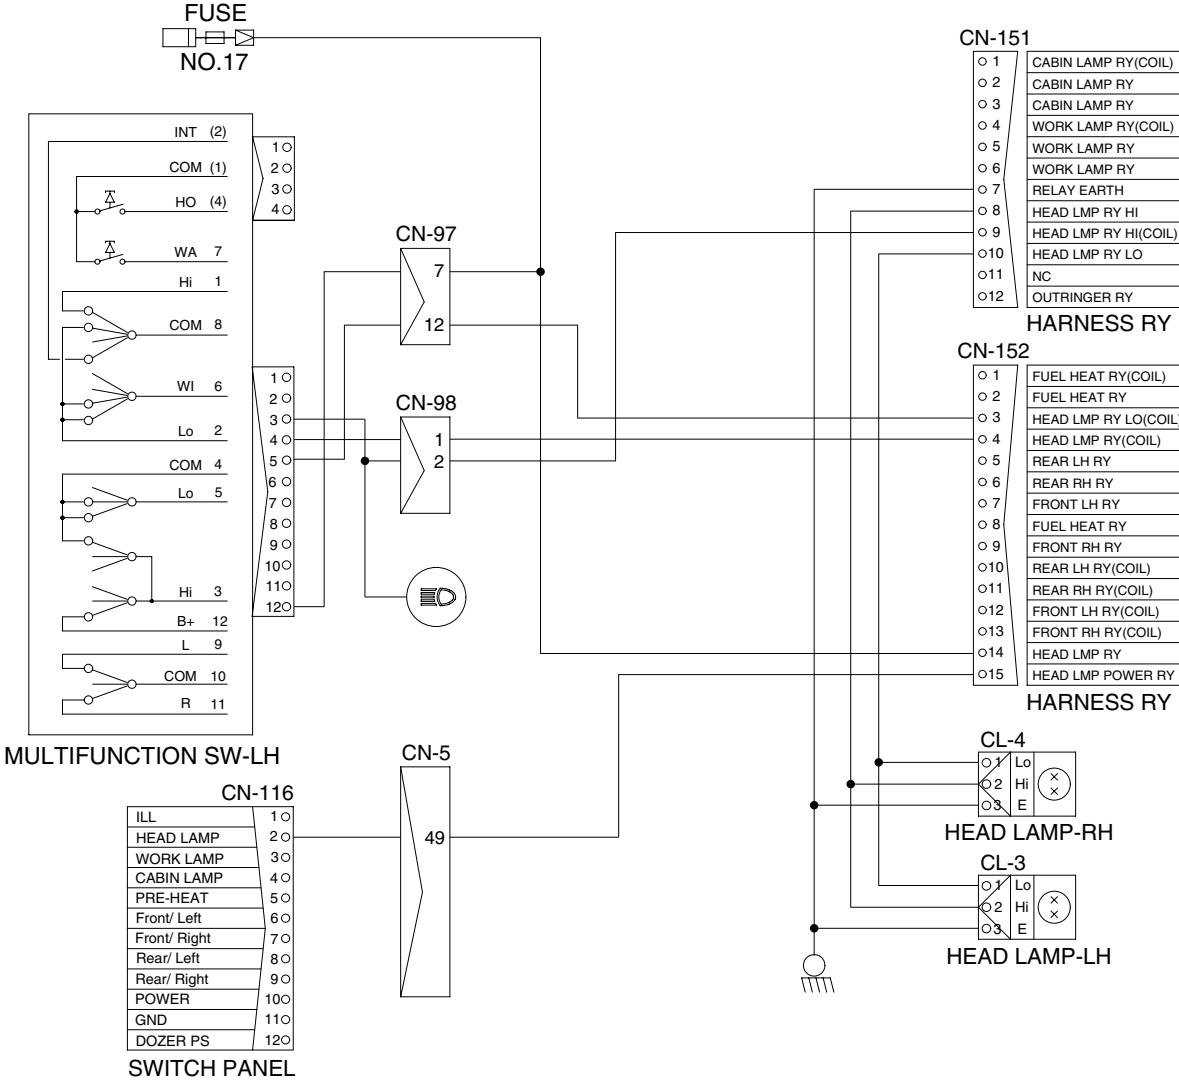 FUSE
NO.17
INT (2)
COM (1)
HO (4)
WA 7
Hi 1
COM 8
WI 6
Lo 2
COM 4
Lo 5
Hi 3
B+ 12
L 9
COM 10
R 11
1
2
3
4
1
2
3
4
5
6
7
8
9
10
11
12
MULTIFUNCTION SW-LH
CN-97
7
12
CN-98
1
2
CN-116
ILL 1
HEAD LAMP 2
WORK LAMP 3
CABIN LAMP 4
PRE-HEAT 5
Front/ Left 6
Front/ Right 7
Rear/ Left 8
Rear/ Right 9
POWER 10
GND 11
DOZER PS 12
SWITCH PANEL
CN-5
49
CN-151
1 CABIN LAMP RY(COIL)
2 CABIN LAMP RY
3 CABIN LAMP RY
4 WORK LAMP RY(COIL)
5 WORK LAMP RY
6 WORK LAMP RY
7 RELAY EARTH
8 HEAD LMP RY HI
9 HEAD LMP RY HI(COIL)
10 HEAD LMP RY LO
11 NC
12 OUTRINGER RY
HARNESS RY
CN-152
1 FUEL HEAT RY(COIL)
2 FUEL HEAT RY
3 HEAD LMP RY LO(COIL)
4 HEAD LMP RY(COIL)
5 REAR LH RY
6 REAR RH RY
7 FRONT LH RY
8 FUEL HEAT RY
9 FRONT RH RY
10 REAR LH RY(COIL)
11 REAR RH RY(COIL)
12 FRONT LH RY(COIL)
13 FRONT RH RY(COIL)
14 HEAD LMP RY
15 HEAD LMP POWER RY
HARNESS RY
CL-4
1 Lo
2 Hi
3 E
HEAD LAMP-RH
CL-3
1 Lo
2 Hi
3 E
HEAD LAMP-LH